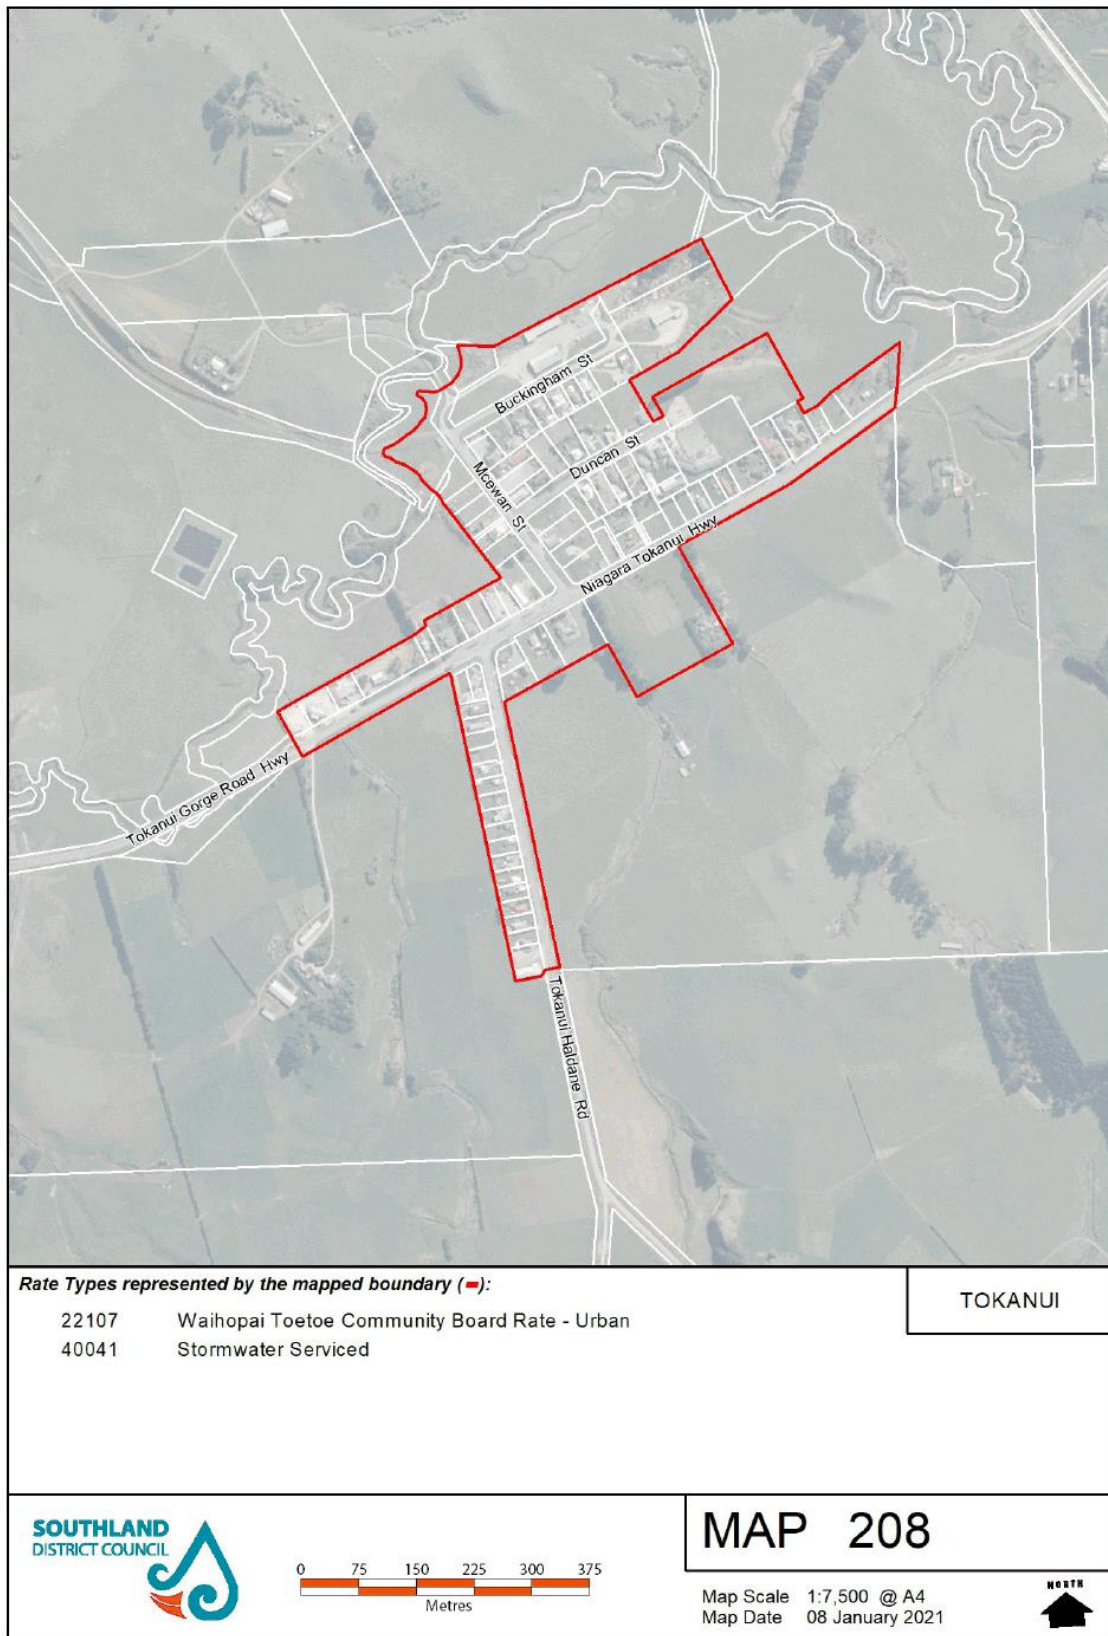 Buckingham St
Duncan St
Mcewan St
Niagara Tokanui Hwy
Tokanui Gorge Road Hwy
Tokanui Haldane Rd
Rate Types represented by the mapped boundary (-):
22107 Waihopai Toetoe Community Board Rate - Urban
40041 Stormwater Serviced
TOKANUI
SOUTHLAND
DISTRICT COUNCIL
0 75 150 225 300 375
Metres
MAP 208
Map Scale 1:7,500 @ A4
Map Date 08 January 2021
NORTH